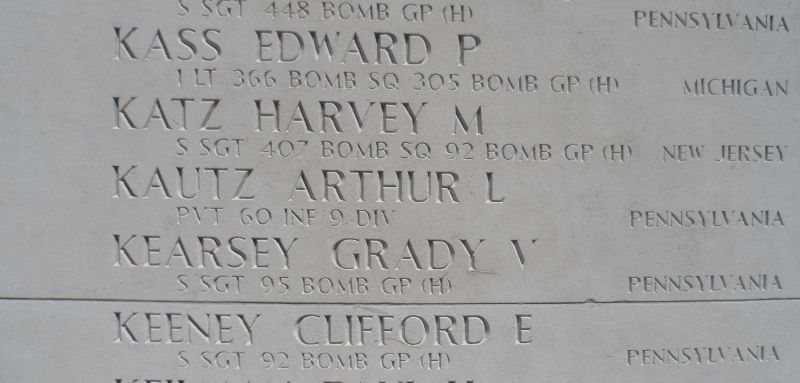 S SGT 448 BOMB GP (H) PENNSYLVANIA
KASS EDWARD P
1 LT 366 BOMB SQ 305 BOMB GP (H) MICHIGAN
KATZ HARVEY M
S SGT 407 BOMB SQ 92 BOMB GP (H) NEW JERSEY
KAUTZ ARTHUR L
PVT 60 INF 9 DIV PENNSYLVANIA
KEARSEY GRADY V
S SGT 95 BOMB GP (H) PENNSYLVANIA
KEENEY CLIFFORD E
S SGT 92 BOMB GP (H) PENNSYLVANIA